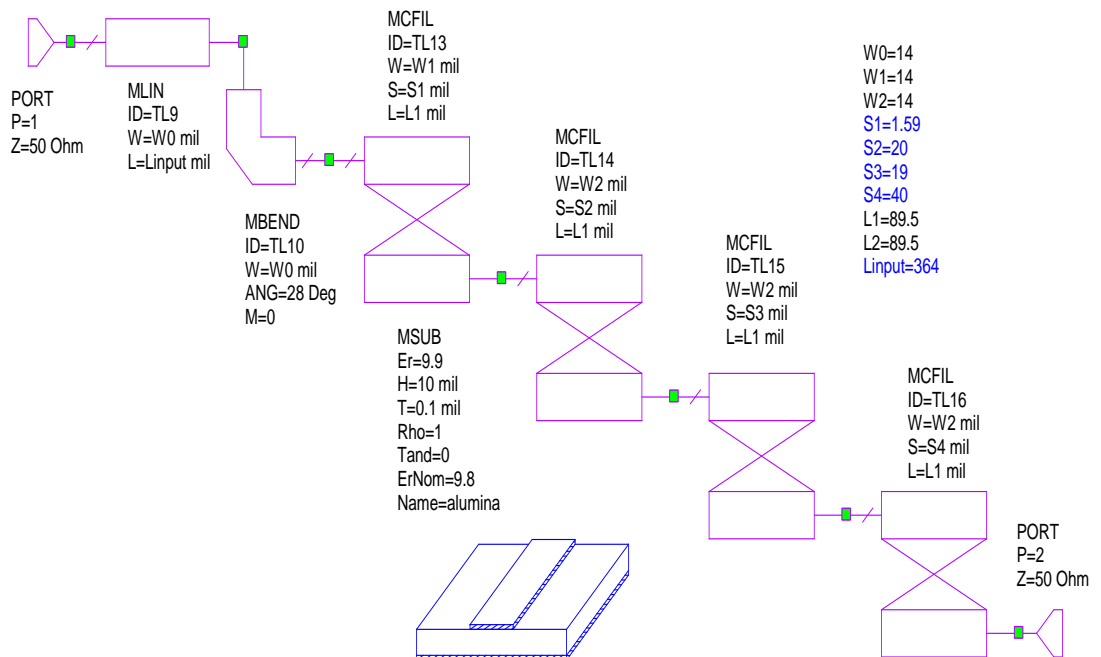 PORT
P=1
Z=50 Ohm
MLIN
ID=TL9
W=W0 mil
L=Linput mil
MBEND
ID=TL10
W=W0 mil
ANG=28 Deg
M=0
MCFIL
ID=TL13
W=W1 mil
S=S1 mil
L=L1 mil
MCFIL
ID=TL14
W=W2 mil
S=S2 mil
L=L1 mil
MCFIL
ID=TL15
W=W2 mil
S=S3 mil
L=L1 mil
MCFIL
ID=TL16
W=W2 mil
S=S4 mil
L=L1 mil
W0=14
W1=14
W2=14
S1=1.59
S2=20
S3=19
S4=40
L1=89.5
L2=89.5
Linput=364
MSUB
Er=9.9
H=10 mil
T=0.1 mil
Rho=1
Tand=0
ErNom=9.8
Name=alumina
PORT
P=2
Z=50 Ohm